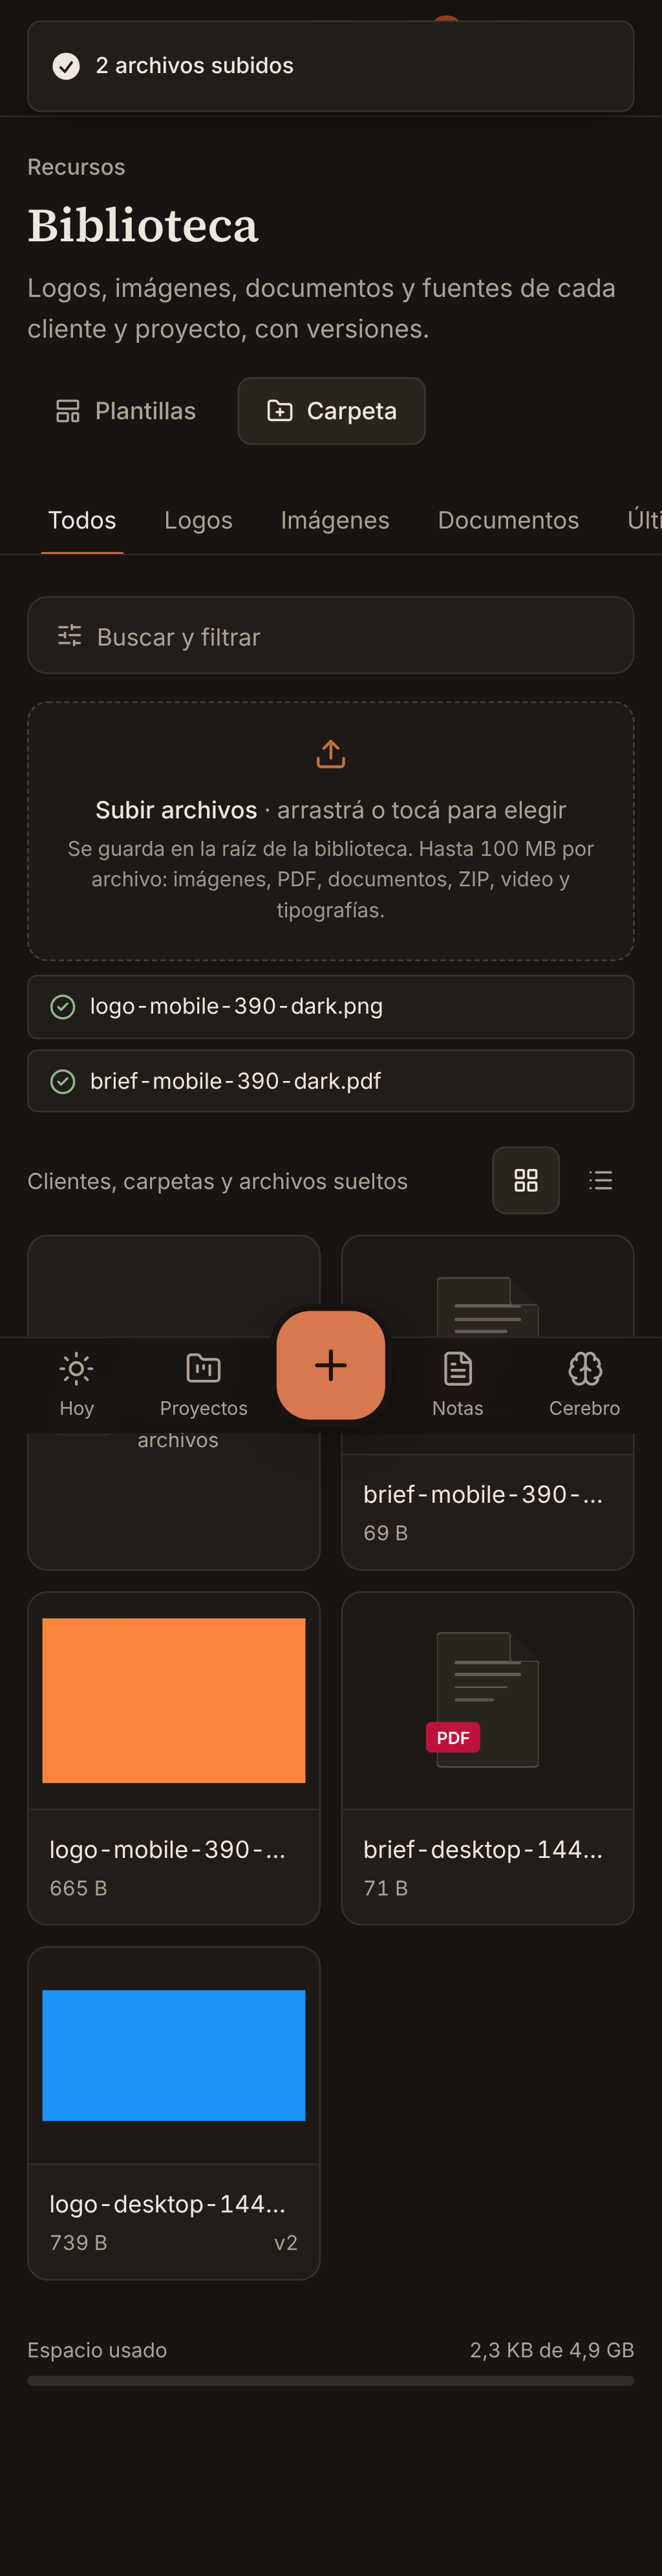 2 archivos subidos
Recursos
Biblioteca
Logos, imágenes, documentos y fuentes de cada
cliente y proyecto, con versiones.
Plantillas
Carpeta
Todos
Logos
Imágenes
Documentos
Últi
Buscar y filtrar
Subir archivos · arrastrá o tocá para elegir
Se guarda en la raíz de la biblioteca. Hasta 100 MB por
archivo: imágenes, PDF, documentos, ZIP, video y
tipografías.
logo-mobile-390-dark.png
brief-mobile-390-dark.pdf
Clientes, carpetas y archivos sueltos
Hoy
Proyectos
Notas
Cerebro
archivos
brief-mobile-390-...
69 B
PDF
logo-mobile-390-...
665 B
brief-desktop-144...
71 B
logo-desktop-144...
739 B
v2
Espacio usado
2,3 KB de 4,9 GB